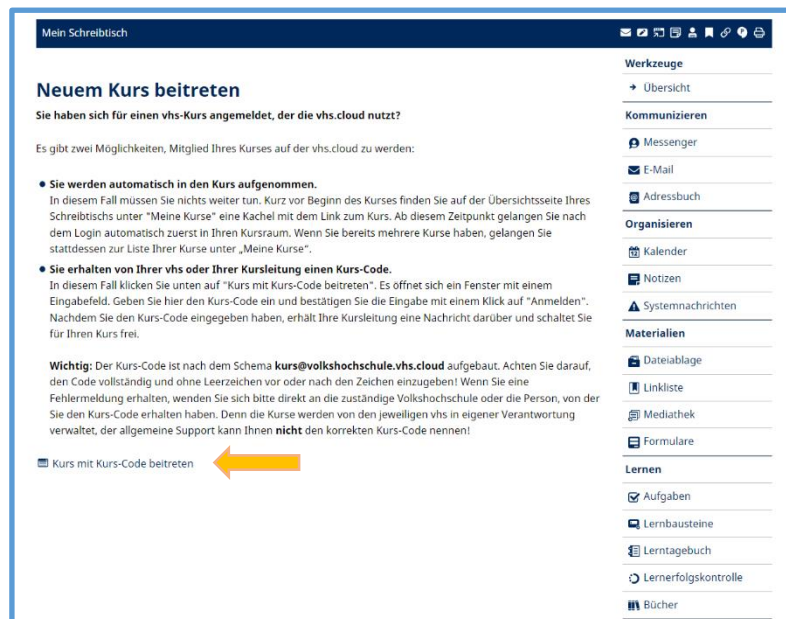 Mein Schreibtisch
Neuem Kurs beitreten
Sie haben sich für einen vhs-Kurs angemeldet, der die vhs.cloud nutzt?
Es gibt zwei Möglichkeiten, Mitglied Ihres Kurses auf der vhs.cloud zu werden:
Sie werden automatisch in den Kurs aufgenommen.
In diesem Fall müssen Sie nichts weiter tun. Kurz vor Beginn des Kurses finden Sie auf der Übersichtsseite Ihres
Schreibtischs unter "Meine Kurse" eine Kachel mit dem Link zum Kurs. Ab diesem Zeitpunkt gelangen Sie nach
dem Login automatisch zuerst in Ihren Kursraum. Wenn Sie bereits mehrere Kurse haben, gelangen Sie
stattdessen zur Liste Ihrer Kurse unter „Meine Kurse“.
Sie erhalten von Ihrer vhs oder Ihrer Kursleitung einen Kurs-Code.
In diesem Fall klicken Sie unten auf "Kurs mit Kurs-Code beitreten". Es öffnet sich ein Fenster mit einem
Eingabefeld. Geben Sie hier den Kurs-Code ein und bestätigen Sie die Eingabe mit einem Klick auf "Anmelden".
Nachdem Sie den Kurs-Code eingegeben haben, erhält Ihre Kursleitung eine Nachricht darüber und schaltet Sie
für Ihren Kurs frei.
Wichtig: Der Kurs-Code ist nach dem Schema kurs@volkshochschule.vhs.cloud aufgebaut. Achten Sie darauf,
den Code vollständig und ohne Leerzeichen vor oder nach den Zeichen einzugeben! Wenn Sie eine
Fehlermeldung erhalten, wenden Sie sich bitte direkt an die zuständige Volkshochschule oder die Person, von der
Sie den Kurs-Code erhalten haben. Denn die Kurse werden von den jeweiligen vhs in eigener Verantwortung
verwaltet, der allgemeine Support kann Ihnen nicht den korrekten Kurs-Code nennen!
Kurs mit Kurs-Code beitreten
Werkzeuge
Übersicht
Kommunizieren
Messenger
E-Mail
Adressbuch
Organisieren
Kalender
Notizen
Systemnachrichten
Materialien
Dateiablage
Linkliste
Mediathek
Formulare
Lernen
Aufgaben
Lernbausteine
Lerntagebuch
Lernerfolgskontrolle
Bücher